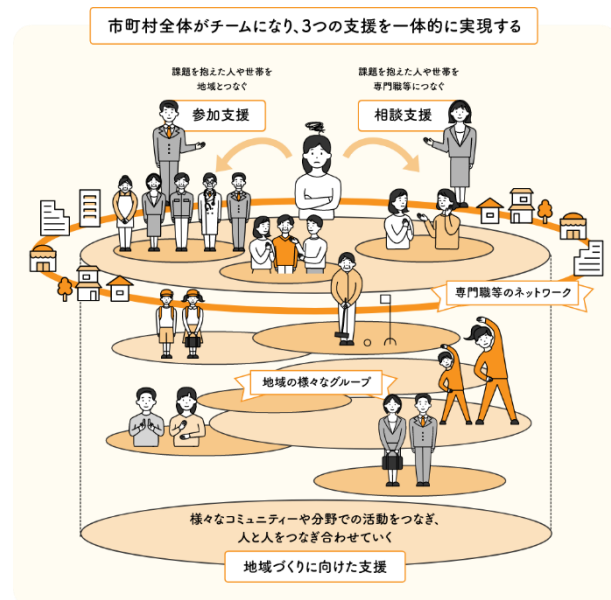 市町村全体がチームになり、3つの支援を一体的に実現する
課題を抱えた人や世帯を
地域とつなぐ
参加支援
課題を抱えた人や世帯を
専門職等につなぐ
相談支援
専門職等のネットワーク
地域の様々なグループ
様々なコミュニティーや分野での活動をつなぎ、
人と人をつなぎ合わせていく
地域づくりに向けた支援